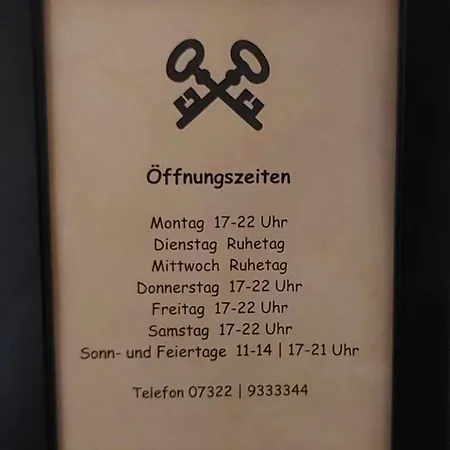 Öffnungszeiten
Montag 17-22 Uhr
Dienstag Ruhetag
Mittwoch Ruhetag
Donnerstag 17-22 Uhr
Freitag 17-22 Uhr
Samstag 17-22 Uhr
Sonn- und Feiertage 11-14 | 17-21 Uhr
Telefon 07322 | 9333344